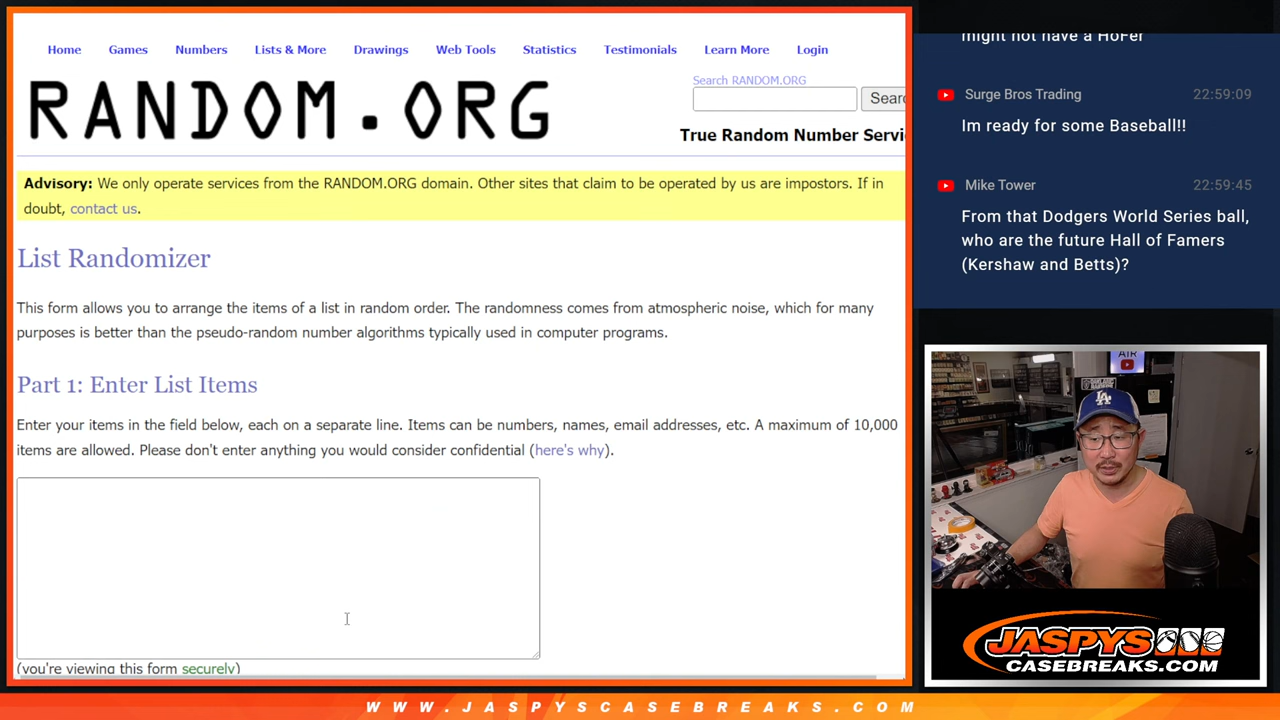 Home Games Numbers Lists & More Drawings Web Tools Statistics Testimonials Learn More Login
RANDOM.ORG
Search RANDOM.ORG
Sear
True Random Number Servi
Advisory: We only operate services from the RANDOM.ORG domain. Other sites that claim to be operated by us are impostors. If in
doubt, contact us.
List Randomizer
This form allows you to arrange the items of a list in random order. The randomness comes from atmospheric noise, which for many
purposes is better than the pseudo-random number algorithms typically used in computer programs.
Part 1: Enter List Items
Enter your items in the field below, each on a separate line. Items can be numbers, names, email addresses, etc. A maximum of 10,000
items are allowed. Please don't enter anything you would consider confidential (here's why).
(you're viewing this form securely)
might not have a HoFer
Surge Bros Trading 22:59:09
Im ready for some Baseball!!
Mike Tower 22:59:45
From that Dodgers World Series ball,
who are the future Hall of Famers
(Kershaw and Betts)?
AIR
LA
JASPYS
CASEBREAKS.COM
WWW.JASPYSCASEBREAKS.COM